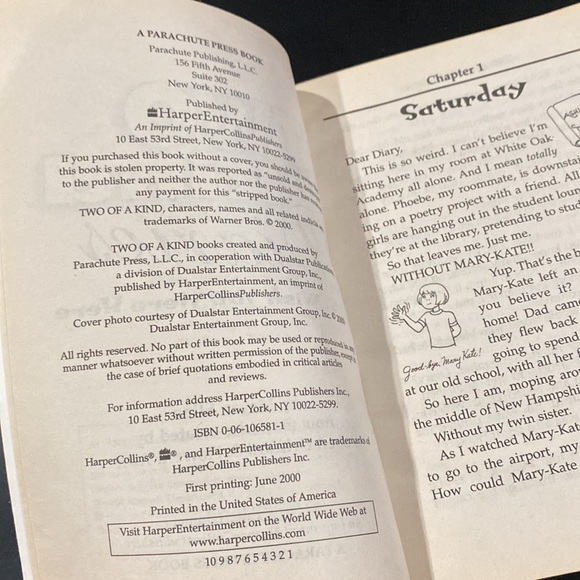 A PARACHUTE PRESS BOOK
Parachute Publishing, L.L.C.
156 Fifth Avenue
Suite 302
New York, NY 10010
Published by
HarperEntertainment
An Imprint of HarperCollinsPublishers
10 East 53rd Street, New York, NY 10022-5299
If you purchased this book without a cover, you should be
this book is stolen property. It was reported as "unsold and
to the publisher and neither the author nor the publisher has
any payment for this "stripped book."
TWO OF A KIND, characters, names and all related indicia
trademarks of Warner Bros. © 2000.
TWO OF A KIND books created and produced by
Parachute Press, L.L.C., in cooperation with Dualstar
a division of Dualstar Entertainment Group, Inc.,
published by HarperEntertainment, an imprint of
HarperCollinsPublishers.
Cover photo courtesy of Dualstar Entertainment Group, Inc. © 2000
Dualstar Entertainment Group, Inc.
All rights reserved. No part of this book may be used or reproduced in any
manner whatsoever without written permission of the publisher, except in
the case of brief quotations embodied in critical articles
and reviews.
For information address HarperCollins Publishers Inc.,
10 East 53rd Street, New York, NY 10022-5299.
ISBN 0-06-106581-1
HarperCollins®, ®, and HarperEntertainment™ are trademarks of
HarperCollins Publishers Inc.
First printing: June 2000
Printed in the United States of America
Visit HarperEntertainment on the World Wide Web at
www.harpercollins.com
10 9 8 7 6 5 4 3 2 1
Chapter 1
Saturday
Dear Diary,
This is so weird. I can't believe I'm
sitting here in my room at White Oak
Academy all alone. And I mean totally
alone. Phoebe, my roommate, is downstai
ing on a poetry project with a friend. All
girls are hanging out in the student loun
they're at the library, pretending to stud
So that leaves me. Just me.
WITHOUT MARY-KATE!!
Yup. That's the b
Mary-Kate left an
you believe it?
home! Dad cam
they flew back
going to spend
Good-bye, Mary Kate!
at our old school, with all her
So here I am, moping arou
the middle of New Hampshi
Without my twin sister.
As I watched Mary-Kat
to go to the airport, my
How could Mary-Kate